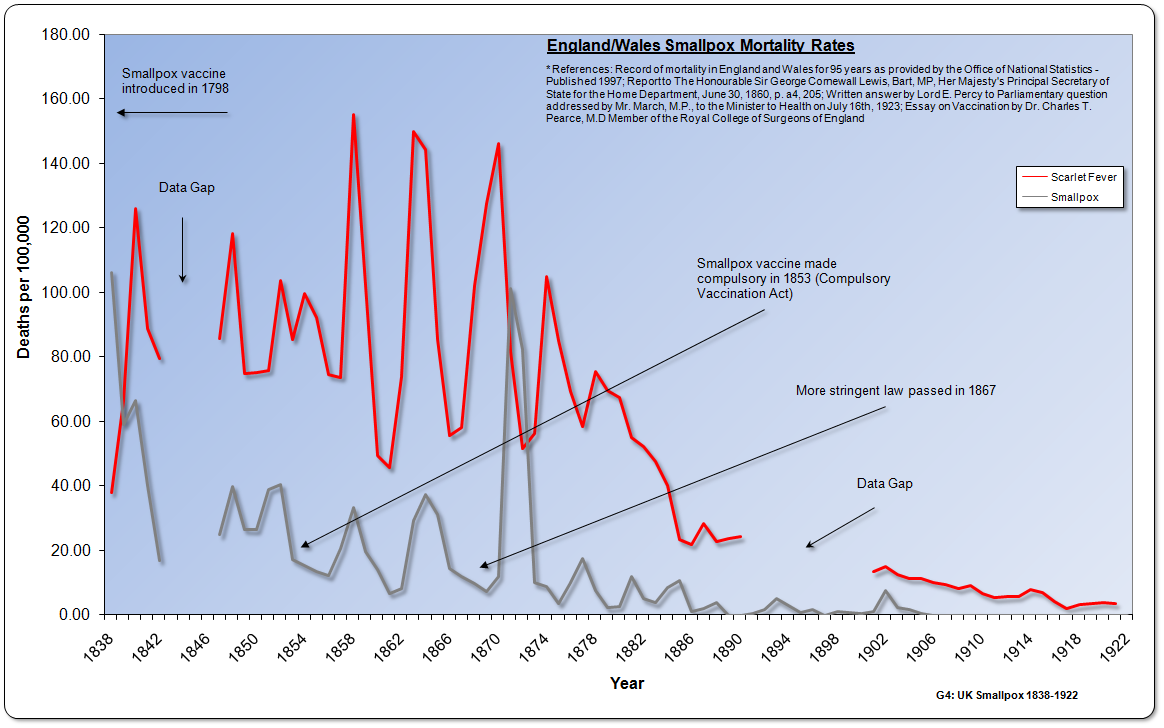 England/Wales Smallpox Mortality Rates
* References: Record of mortality in England and Wales for 95 years as provided by the Office of National Statistics -
Published 1997; Report to The Honourable Sir George Cornewall Lewis, Bart, MP, Her Majesty's Principal Secretary of
State for the Home Department, June 30, 1860, p. a4, 205; Written answer by Lord E. Percy to Parliamentary question
addressed by Mr. March, M.P., to the Minister to Health on July 16th, 1923; Essay on Vaccination by Dr. Charles T.
Pearce, M.D Member of the Royal College of Surgeons of England
Smallpox vaccine
introduced in 1798
Data Gap
Scarlet Fever
Smallpox
Smallpox vaccine made
compulsory in 1853 (Compulsory
Vaccination Act)
More stringent law passed in 1867
Data Gap
Deaths per 100,000
180.00
160.00
140.00
120.00
100.00
80.00
60.00
40.00
20.00
0.00
1838
1842
1846
1850
1854
1858
1862
1866
1870
1874
1878
1882
1886
1890
1894
1898
1902
1906
1910
1914
1918
1922
Year
G4: UK Smallpox 1838-1922